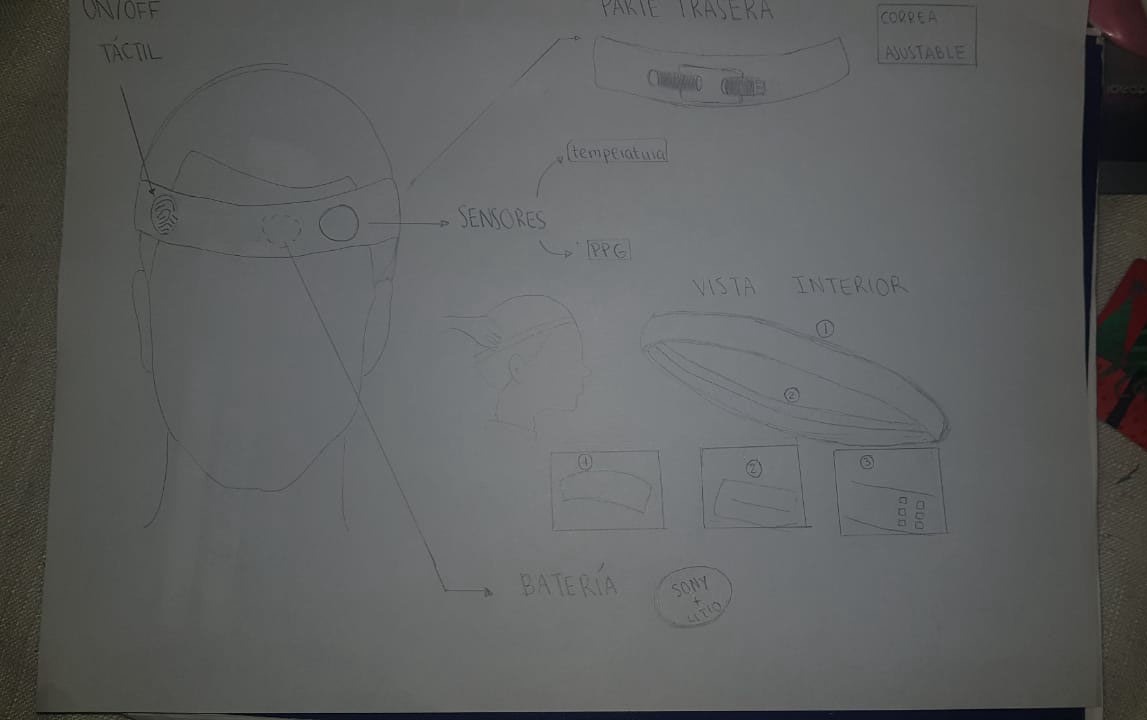 ON/OFF
TÁCTIL
PARTE TRASERA
CORREA
AJUSTABLE
temperatura
SENSORES
PPG
VISTA INTERIOR
1
2
1
2
3
BATERÍA
SONY
+
LITIO